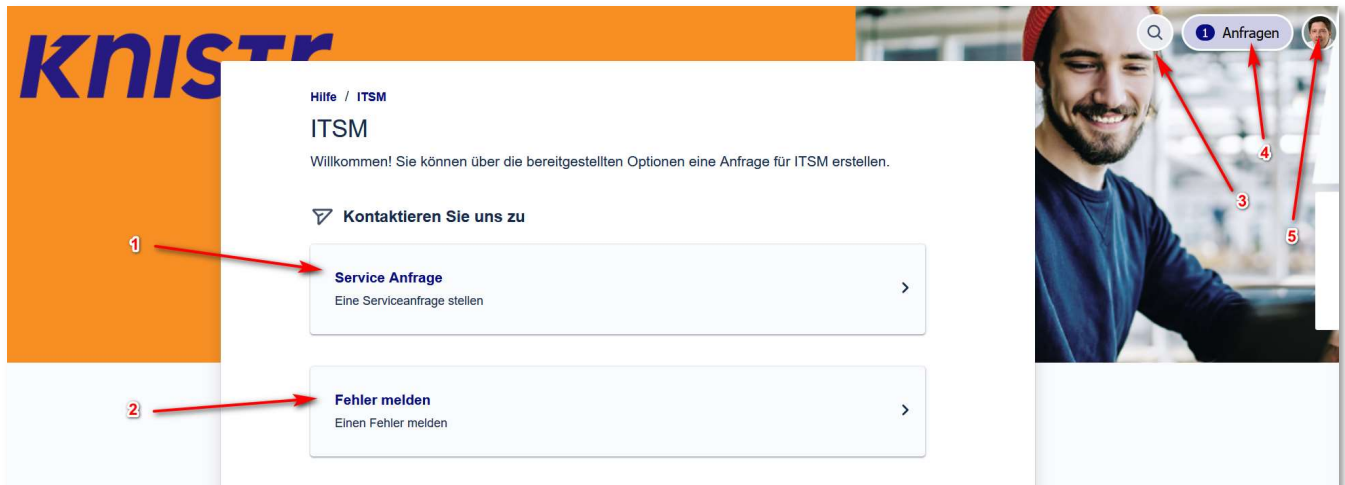 KNISTr
1 Anfragen
Hilfe / ITSM
ITSM
Willkommen! Sie können über die bereitgestellten Optionen eine Anfrage für ITSM erstellen.
Kontaktieren Sie uns zu
1
Service Anfrage
Eine Serviceanfrage stellen
2
Fehler melden
Einen Fehler melden
4
3
5